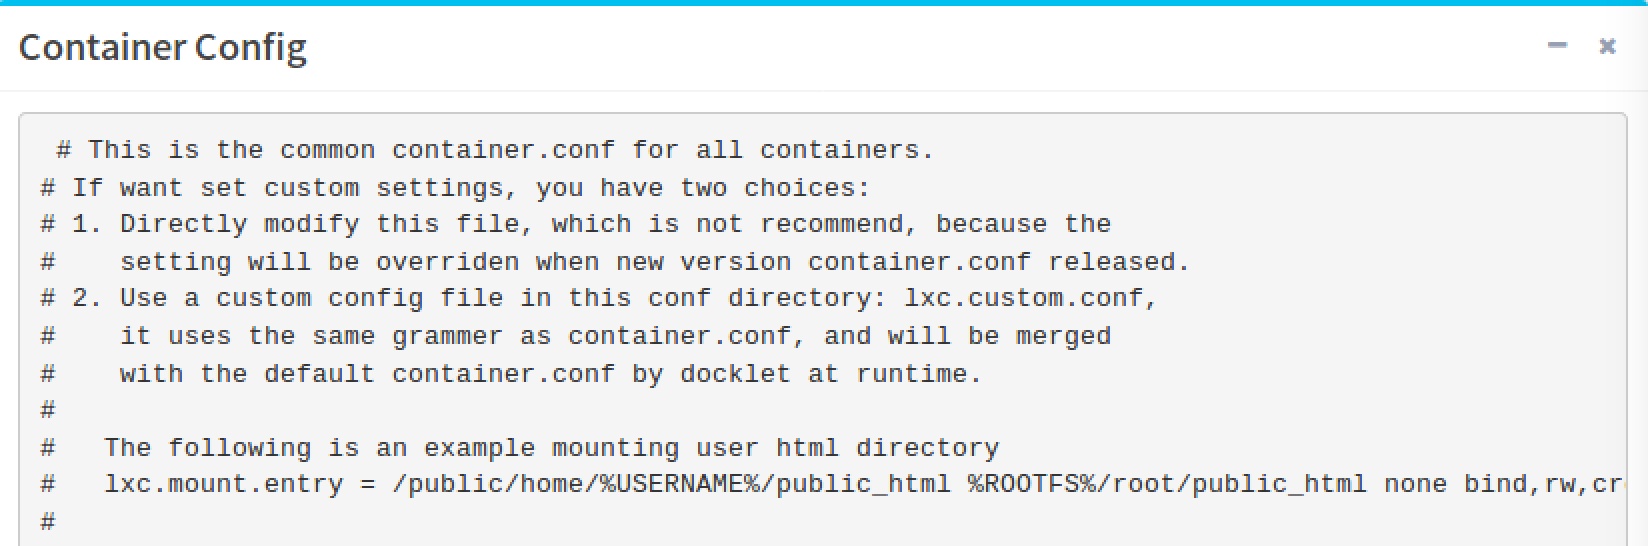 Container Config
# This is the common container.conf for all containers.
# If want set custom settings, you have two choices:
# 1. Directly modify this file, which is not recommend, because the
#    setting will be overriden when new version container.conf released.
# 2. Use a custom config file in this conf directory: lxc.custom.conf,
#    it uses the same grammer as container.conf, and will be merged
#    with the default container.conf by docklet at runtime.
#
#   The following is an example mounting user html directory
#   lxc.mount.entry = /public/home/%USERNAME%/public_html %ROOTFS%/root/public_html none bind,rw,cr
#